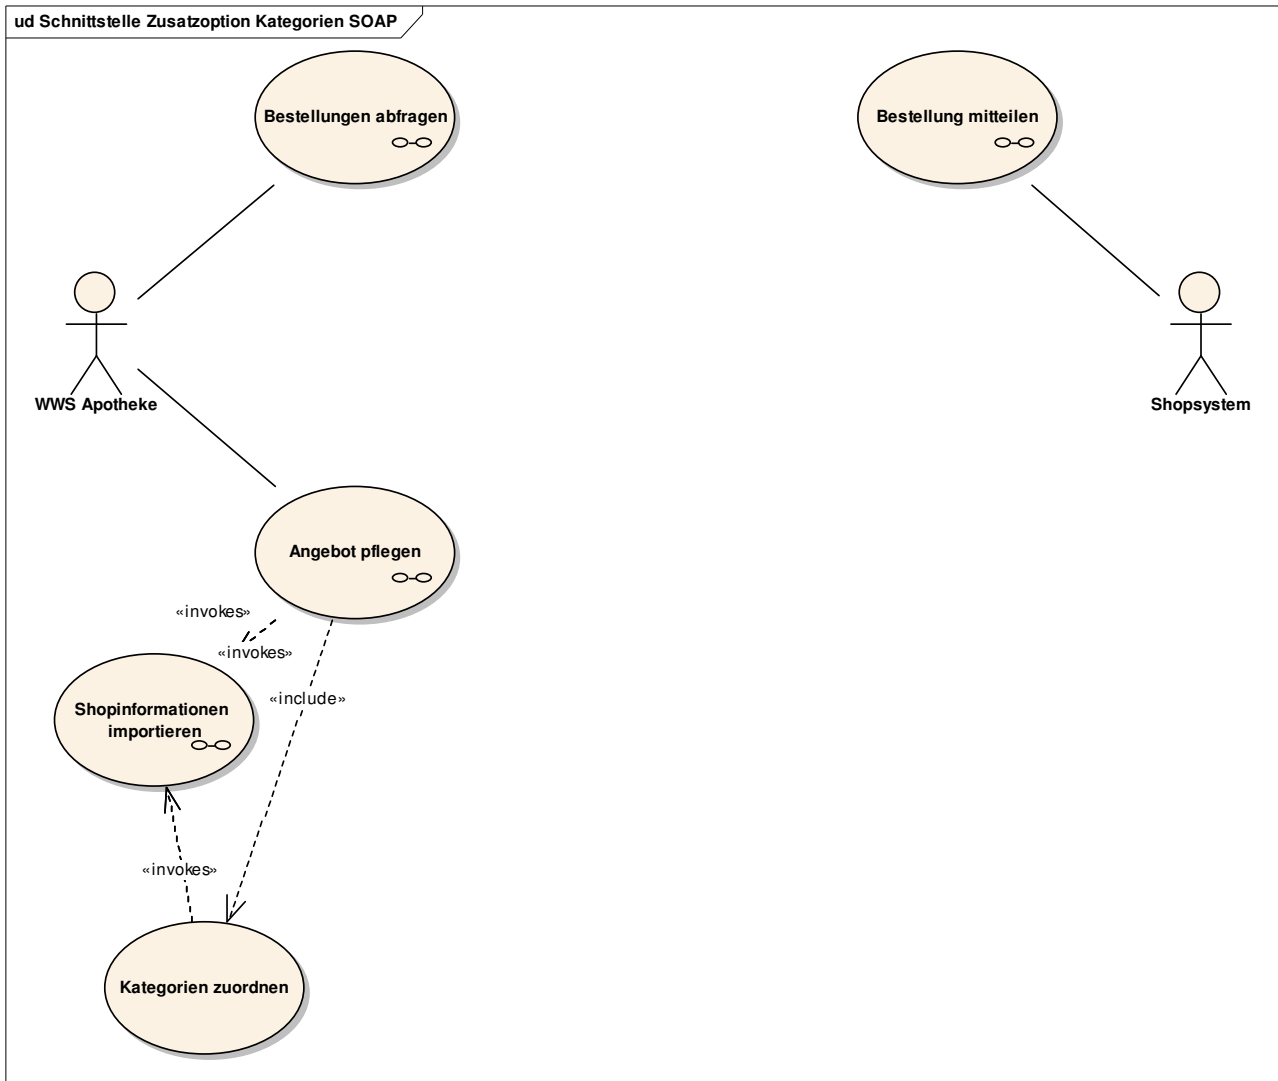 ud Schnittstelle Zusatzoption Kategorien SOAP
Bestellungen abfragen
Bestellung mitteilen
WWS Apotheke
Shopsystem
Angebot pflegen
«invokes»
«invokes»
«include»
Shopinformationen
importieren
«invokes»
Kategorien zuordnen